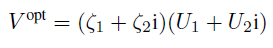 V^opt = (ζ₁ + ζ₂i)(U₁ + U₂i)